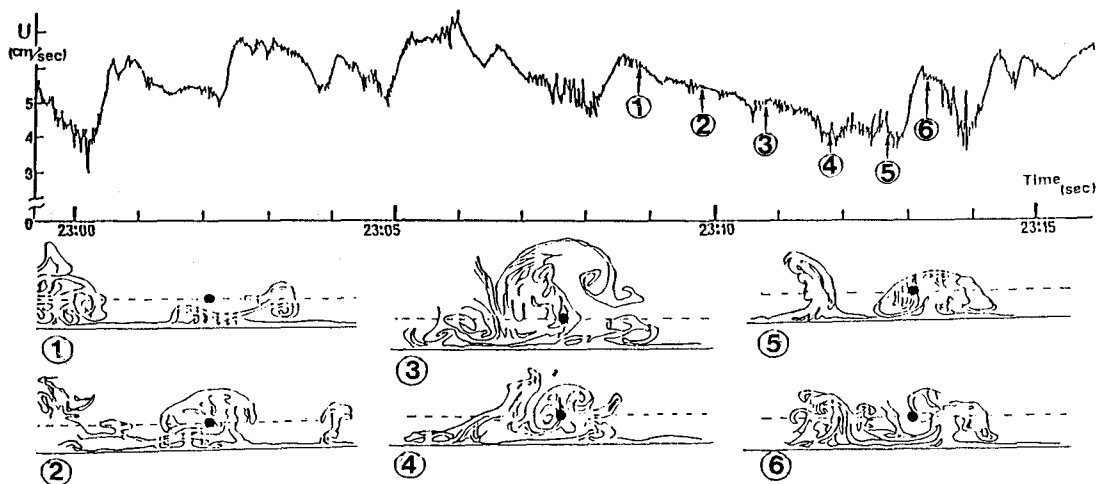 U
(cm/sec)
5
4
3
0
① ② ③ ④ ⑤ ⑥
Time (sec)
23:00 23:05 23:10 23:15
① ③ ⑤
② ④ ⑥